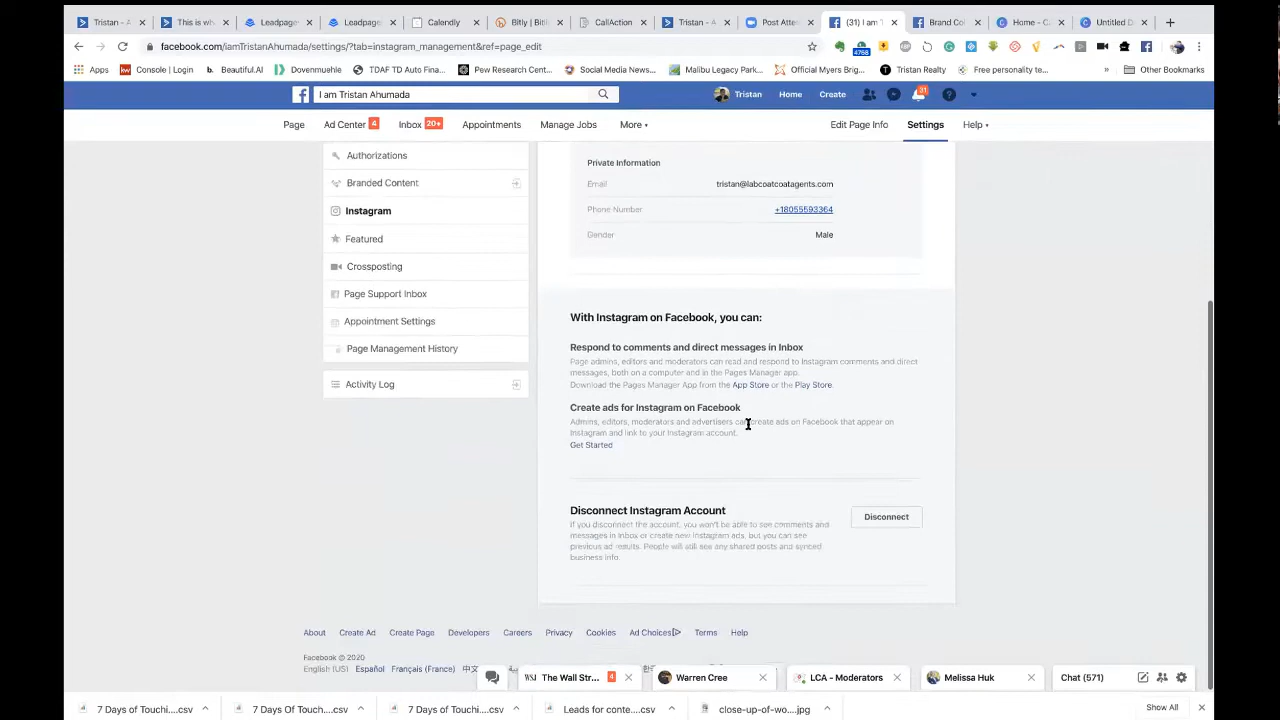 Tristan - A
This is wh
Leadpage
Leadpage
Calendly
Bitly | Bitl
CallAction
Tristan - A
Post Atte
(31) I am T
Brand Co
Home - C
Untitled D
facebook.com/iamTristanAhumada/settings/?tab=instagram_management&ref=page_edit
4768
Apps
Console | Login
Beautiful.AI
Dovenmuehle
TDAF TD Auto Fina...
Pew Research Cent...
Social Media News...
Malibu Legacy Park...
Official Myers Brig...
Tristan Realty
Free personality te...
»
Other Bookmarks
I am Tristan Ahumada
Tristan
Home
Create
31
Page
Ad Center 4
Inbox 20+
Appointments
Manage Jobs
More
Edit Page Info
Settings
Help
Authorizations
Branded Content
Instagram
Featured
Crossposting
Page Support Inbox
Appointment Settings
Page Management History
Activity Log
Private Information
Email tristan@labcoatcoatagents.com
Phone Number +18055593364
Gender Male
With Instagram on Facebook, you can:
Respond to comments and direct messages in Inbox
Page admins, editors and moderators can read and respond to Instagram comments and direct
messages, both on a computer and in the Pages Manager app.
Download the Pages Manager App from the App Store or the Play Store.
Create ads for Instagram on Facebook
Admins, editors, moderators and advertisers can create ads on Facebook that appear on
Instagram and link to your Instagram account.
Get Started
Disconnect Instagram Account
Disconnect
If you disconnect the account, you won't be able to see comments and
messages in Inbox or create new Instagram ads, but you can see
previous ad results. People will still see any shared posts and synced
business info.
About Create Ad Create Page Developers Careers Privacy Cookies Ad Choices Terms Help
Facebook © 2020
English (US) Español Français (France)
The Wall Str... 4
Warren Cree
LCA - Moderators
Melissa Huk
Chat (571)
7 Days of Touchi....csv
7 Days Of Touch....csv
7 Days of Touchi....csv
Leads for conte....csv
close-up-of-wo....jpg
Show All